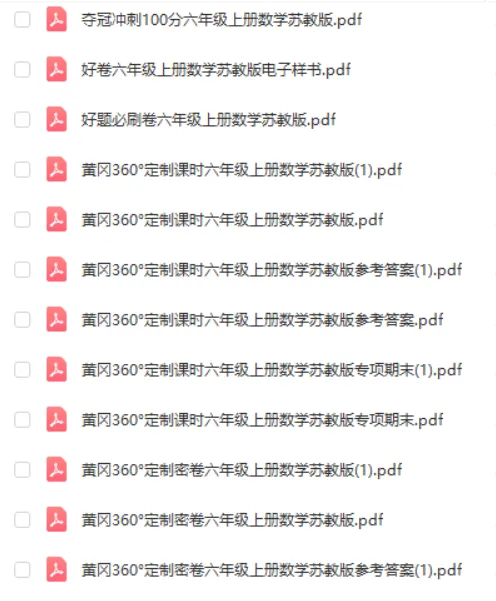 夺冠冲刺100分六年级上册数学苏教版.pdf
好卷六年级上册数学苏教版电子样书.pdf
好题必刷卷六年级上册数学苏教版.pdf
黄冈360°定制课时六年级上册数学苏教版(1).pdf
黄冈360°定制课时六年级上册数学苏教版.pdf
黄冈360°定制课时六年级上册数学苏教版参考答案(1).pdf
黄冈360°定制课时六年级上册数学苏教版参考答案.pdf
黄冈360°定制课时六年级上册数学苏教版专项期末(1).pdf
黄冈360°定制课时六年级上册数学苏教版专项期末.pdf
黄冈360°定制密卷六年级上册数学苏教版(1).pdf
黄冈360°定制密卷六年级上册数学苏教版.pdf
黄冈360°定制密卷六年级上册数学苏教版参考答案(1).pdf